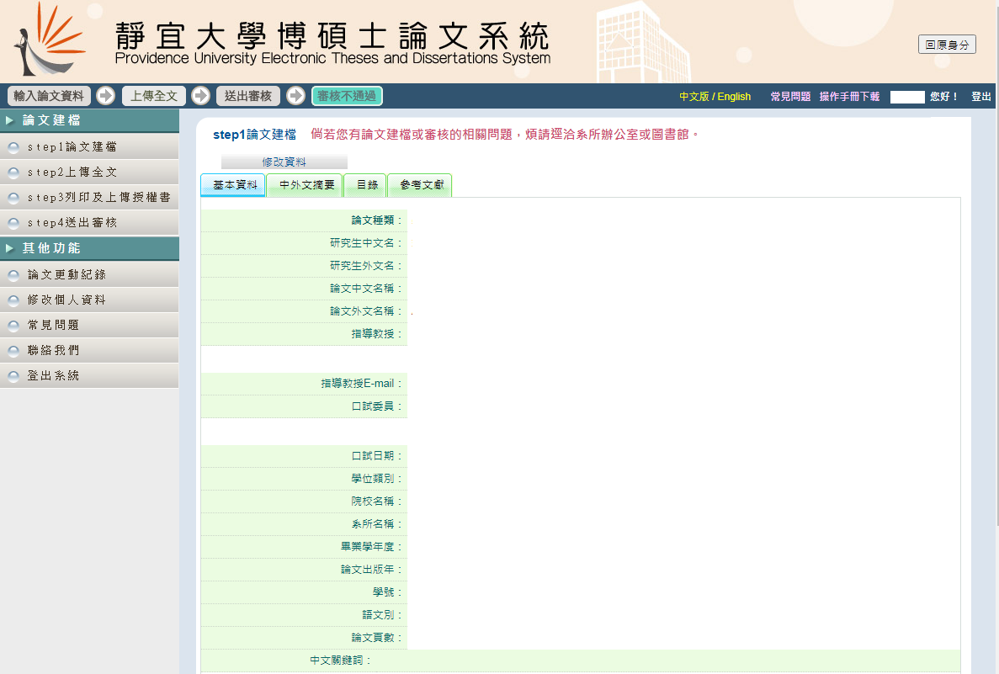 靜宜大學博碩士論文系統
Providence University Electronic Theses and Dissertations System
回原身分
輸入論文資料 上傳全文 送出審核 審核不通過
中文版 / English 常見問題 操作手冊下載 您好！ 登出
論文建檔
step1論文建檔
step2上傳全文
step3列印及上傳授權書
step4送出審核
其他功能
論文更動紀錄
修改個人資料
常見問題
聯絡我們
登出系統
step1論文建檔 倘若您有論文建檔或審核的相關問題，煩請逕洽系所辦公室或圖書館。
修改資料
基本資料 中外文摘要 目錄 參考文獻
論文種類：
研究生中文名：
研究生外文名：
論文中文名稱：
論文外文名稱： .
指導教授：
指導教授E-mail：
口試委員：
口試日期：
學位類別：
院校名稱：
系所名稱：
畢業學年度：
論文出版年：
學號：
語文別：
論文頁數：
中文關鍵詞：